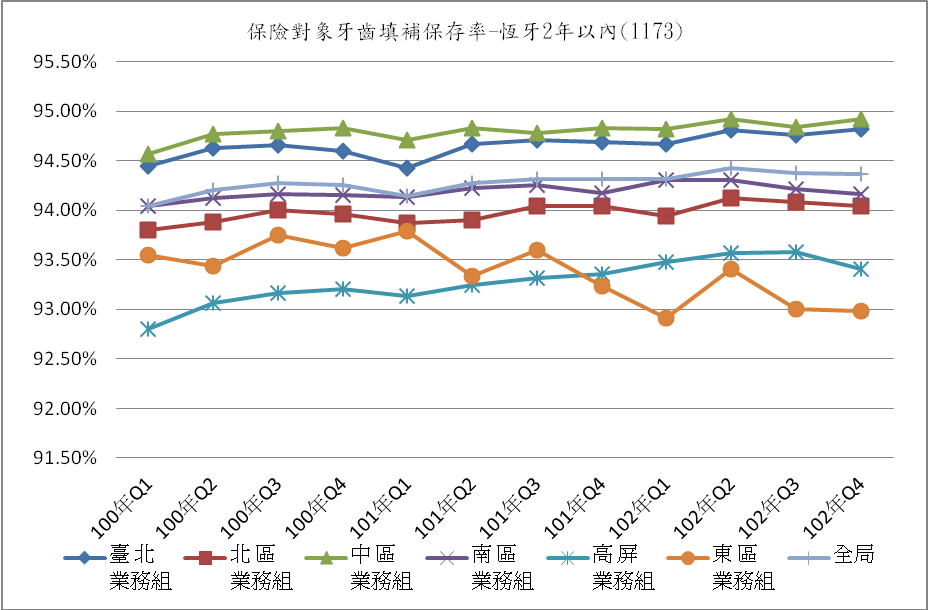 保險對象牙齒填補保存率-恆牙2年以內(1173)
95.50%
95.00%
94.50%
94.00%
93.50%
93.00%
92.50%
92.00%
91.50%
100年Q1
100年Q2
100年Q3
100年Q4
101年Q1
101年Q2
101年Q3
101年Q4
102年Q1
102年Q2
102年Q3
102年Q4
臺北
業務組
北區
業務組
中區
業務組
南區
業務組
高屏
業務組
東區
業務組
全局